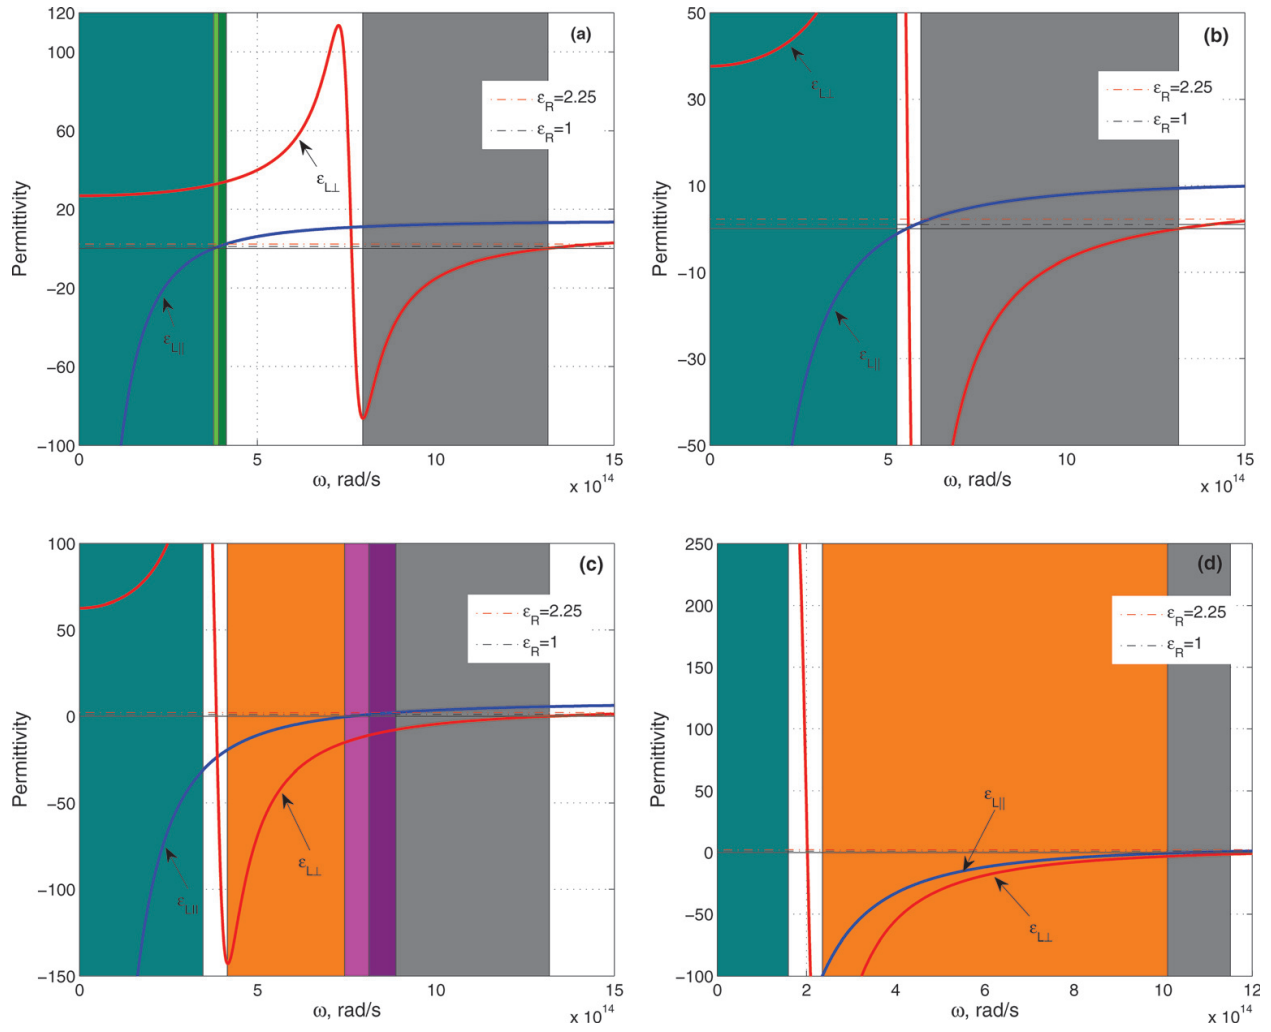 (a)
120
100
60
20
0
−20
−60
−100
Permittivity
ε_R=2.25
ε_R=1
ε_L⊥
ε_L||
0
5
10
15
ω, rad/s
x 10^14
(b)
50
30
10
−10
−30
−50
Permittivity
ε_R=2.25
ε_R=1
ε_L⊥
ε_L||
0
5
10
15
ω, rad/s
x 10^14
(c)
100
50
0
−50
−100
−150
Permittivity
ε_R=2.25
ε_R=1
ε_L||
ε_L⊥
0
5
10
15
ω, rad/s
x 10^14
(d)
250
200
150
100
50
0
−50
−100
Permittivity
ε_R=2.25
ε_R=1
ε_L||
ε_L⊥
0
2
4
6
8
10
12
ω, rad/s
x 10^14